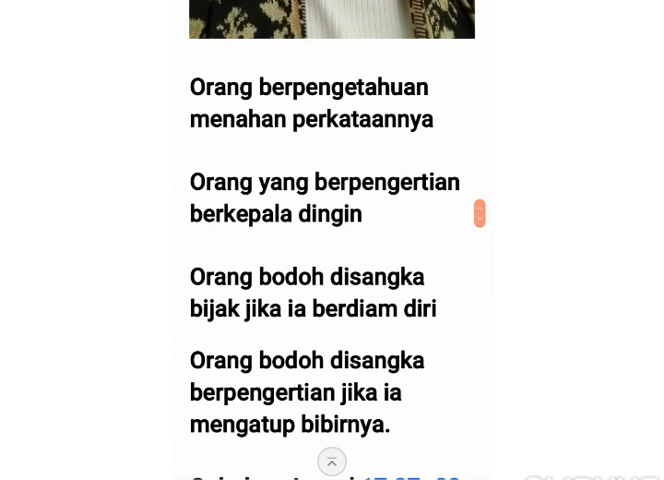 Orang berpengetahuan
menahan perkataannya
Orang yang berpengertian
berkepala dingin
Orang bodoh disangka
bijak jika ia berdiam diri
Orang bodoh disangka
berpengertian jika ia
mengatup bibirnya.